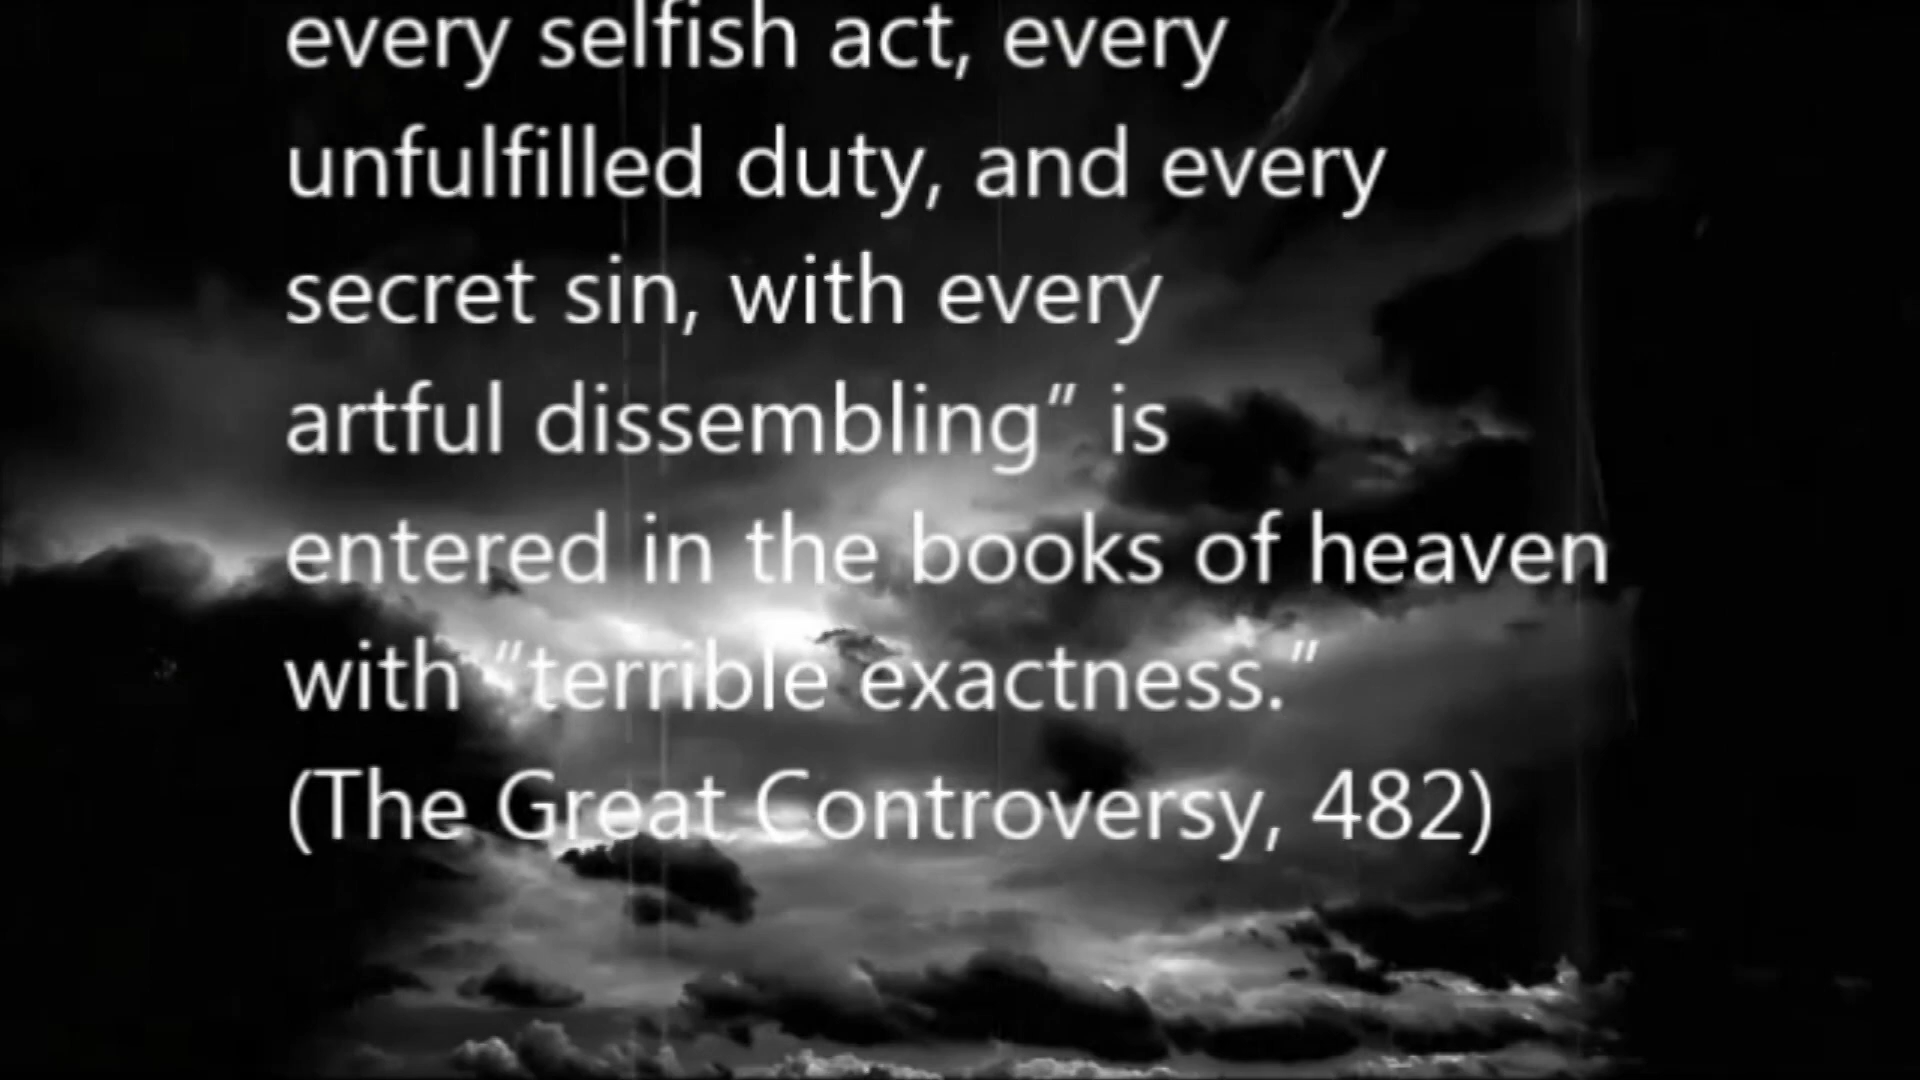 every selfish act, every
unfulfilled duty, and every
secret sin, with every
artful dissembling” is
entered in the books of heaven
with “terrible exactness.”
(The Great Controversy, 482)